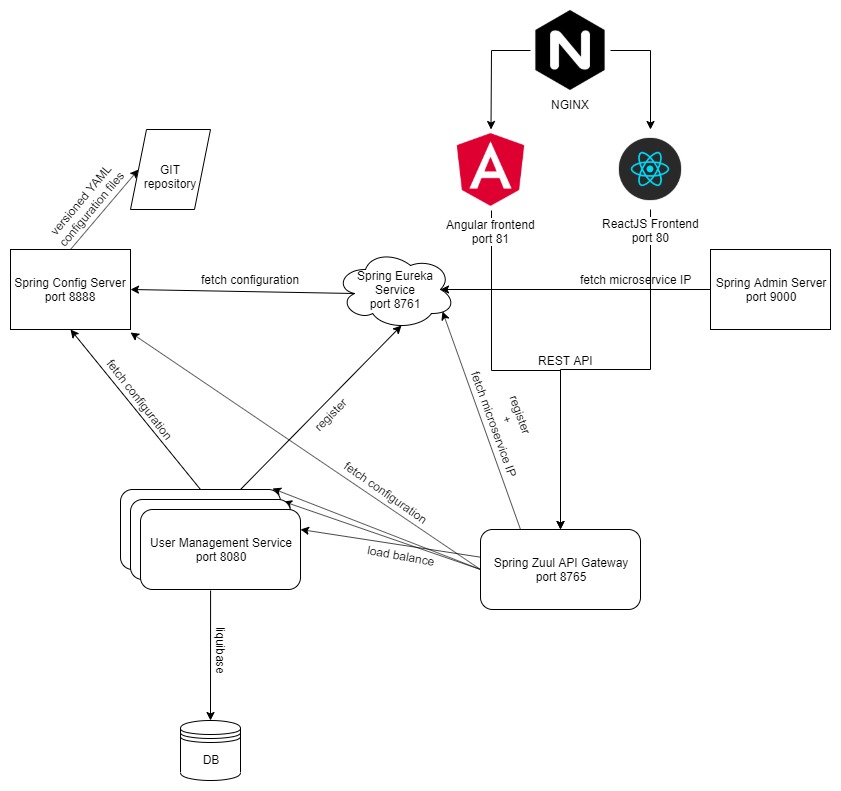 N
NGINX
A
Angular frontend
port 81
ReactJS Frontend
port 80
GIT
repository
versioned YAML
configuration files
Spring Config Server
port 8888
fetch configuration
Spring Eureka
Service
port 8761
fetch microservice IP
Spring Admin Server
port 9000
REST API
fetch configuration
register
register
+
fetch microservice IP
fetch configuration
User Management Service
port 8080
load balance
Spring Zuul API Gateway
port 8765
liquibase
DB